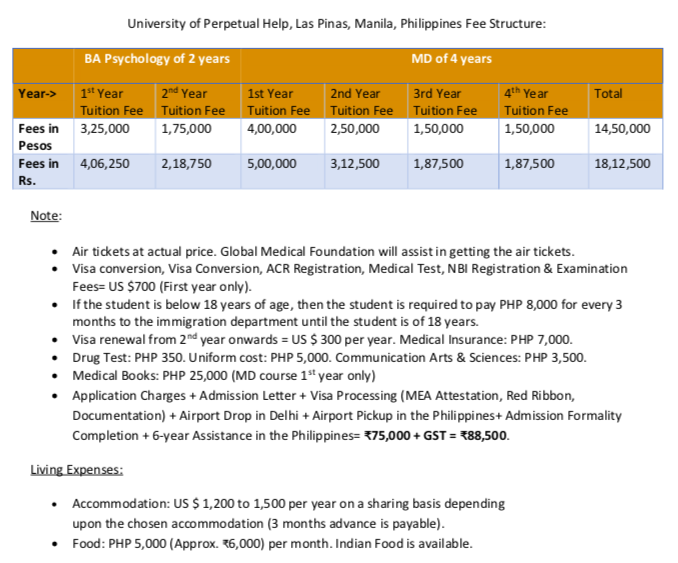 University of Perpetual Help, Las Pinas, Manila, Philippines Fee Structure:
BA Psychology of 2 years MD of 4 years
Year-> 1st Year Tuition Fee 2nd Year Tuition Fee 1st Year Tuition Fee 2nd Year Tuition Fee 3rd Year Tuition Fee 4th Year Tuition Fee Total
Fees in Pesos 3,25,000 1,75,000 4,00,000 2,50,000 1,50,000 1,50,000 14,50,000
Fees in Rs. 4,06,250 2,18,750 5,00,000 3,12,500 1,87,500 1,87,500 18,12,500
Note:
• Air tickets at actual price. Global Medical Foundation will assist in getting the air tickets.
• Visa conversion, Visa Conversion, ACR Registration, Medical Test, NBI Registration & Examination
Fees= US $700 (First year only).
• If the student is below 18 years of age, then the student is required to pay PHP 8,000 for every 3
months to the immigration department until the student is of 18 years.
• Visa renewal from 2nd year onwards = US $ 300 per year. Medical Insurance: PHP 7,000.
• Drug Test: PHP 350. Uniform cost: PHP 5,000. Communication Arts & Sciences: PHP 3,500.
• Medical Books: PHP 25,000 (MD course 1st year only)
• Application Charges + Admission Letter + Visa Processing (MEA Attestation, Red Ribbon,
Documentation) + Airport Drop in Delhi + Airport Pickup in the Philippines+ Admission Formality
Completion + 6-year Assistance in the Philippines= ₹75,000 + GST = ₹88,500.
Living Expenses:
• Accommodation: US $ 1,200 to 1,500 per year on a sharing basis depending
upon the chosen accommodation (3 months advance is payable).
• Food: PHP 5,000 (Approx. ₹6,000) per month. Indian Food is available.